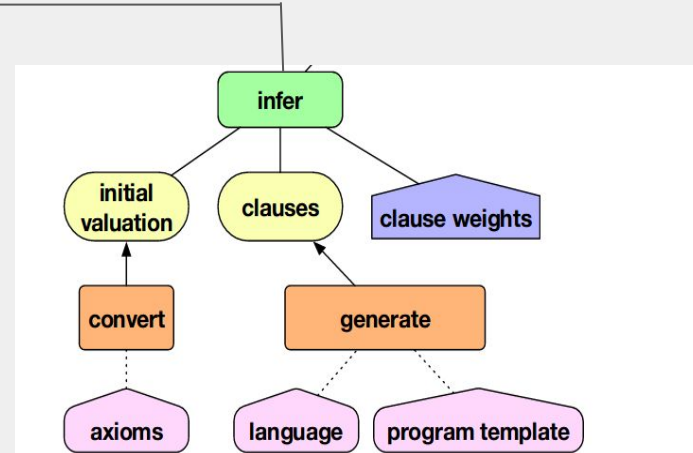 infer
initial
valuation
clauses
clause weights
convert
generate
axioms
language
program template